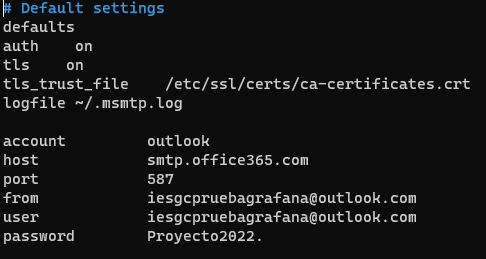 # Default settings
defaults
auth on
tls on
tls_trust_file /etc/ssl/certs/ca-certificates.crt
logfile ~/.msmtp.log
account outlook
host smtp.office365.com
port 587
from iesgcpruebagrafana@outlook.com
user iesgcpruebagrafana@outlook.com
password Proyecto2022.